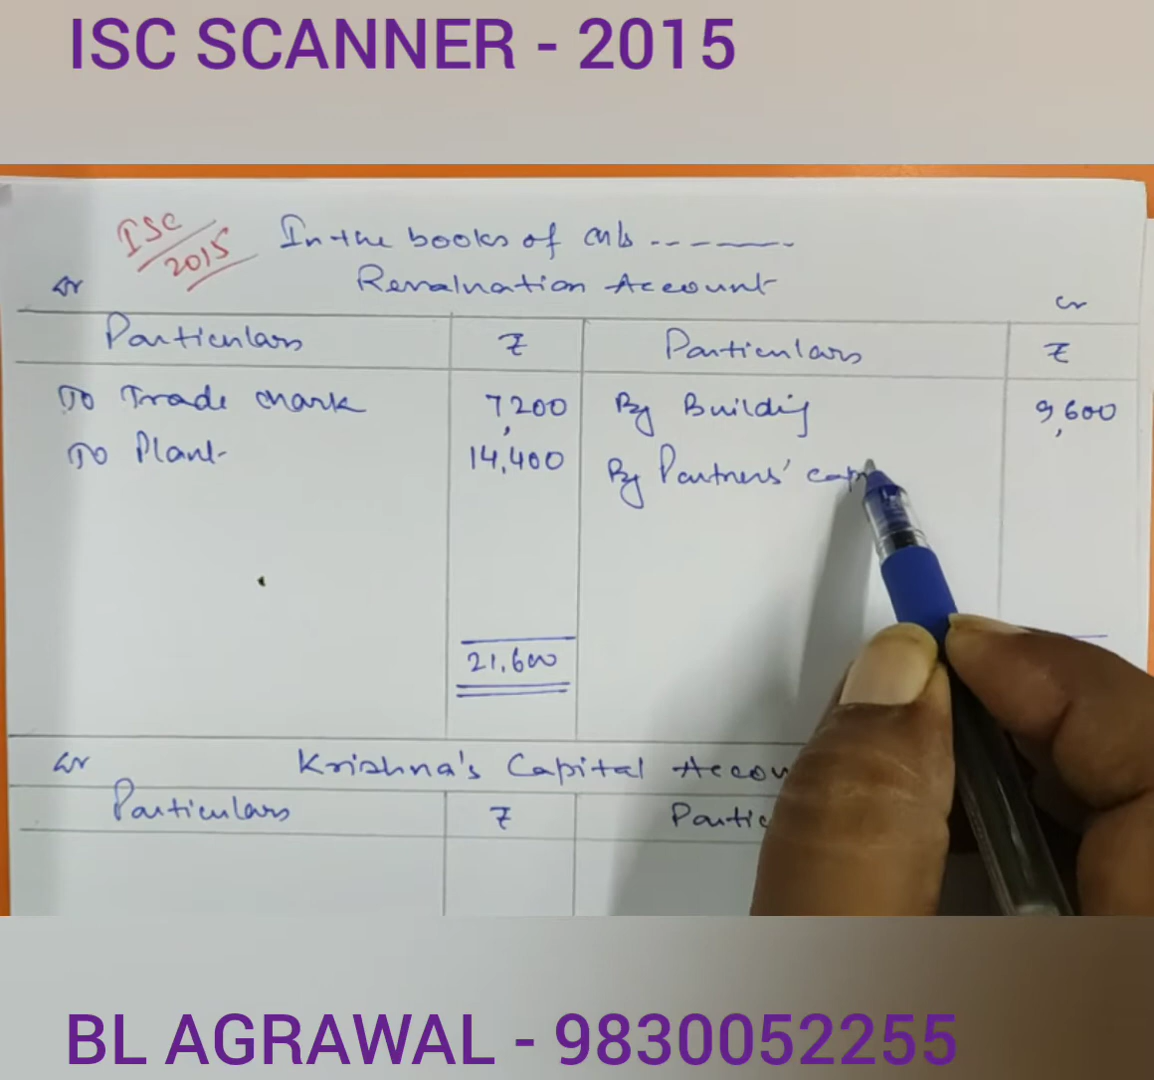 ISC SCANNER - 2015
ISC
2015
In the books of M/s -------
Revaluation Account
Dr
Cr
Particulars ₹ Particulars ₹
To Trade Mark 7,200 By Building 9,600
To Plant 14,400 By Partners' cap
21,600
Dr Krishna's Capital Accou
Particulars ₹ Partic
BL AGRAWAL - 9830052255